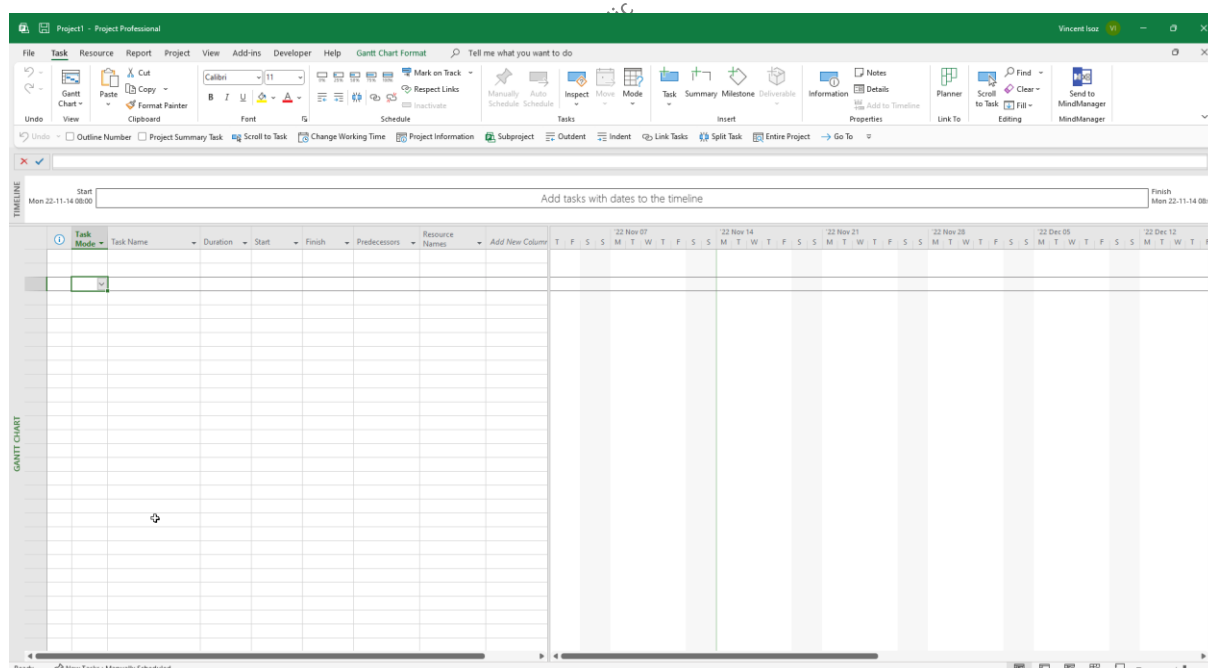 Project1 - Project Professional
Vincent Isoz
VI
File Task Resource Report Project View Add-ins Developer Help Gantt Chart Format Tell me what you want to do
Gantt Chart
Paste
Cut
Copy
Format Painter
Calibri 11
B I U A
0% 25% 50% 75% 100%
Mark on Track
Respect Links
Inactivate
Manually Schedule
Auto Schedule
Inspect
Move
Mode
Task
Summary
Milestone
Deliverable
Information
Notes
Details
Add to Timeline
Planner
Scroll to Task
Find
Clear
Fill
Send to MindManager
Undo View Clipboard Font Schedule Tasks Insert Properties Link To Editing MindManager
Undo Outline Number Project Summary Task Scroll to Task Change Working Time Project Information Subproject Outdent Indent Link Tasks Split Task Entire Project Go To
TIMELINE
Start
Mon 22-11-14 08:00
Add tasks with dates to the timeline
Finish
Mon 22-11-14 08:
Task Mode
Task Name
Duration
Start
Finish
Predecessors
Resource Names
Add New Column
'22 Nov 07 '22 Nov 14 '22 Nov 21 '22 Nov 28 '22 Dec 05 '22 Dec 12
T F S S M T W T F S S M T W T F S S M T W T F S S M T W T F S S M T W T F S S M T W T F
GANTT CHART